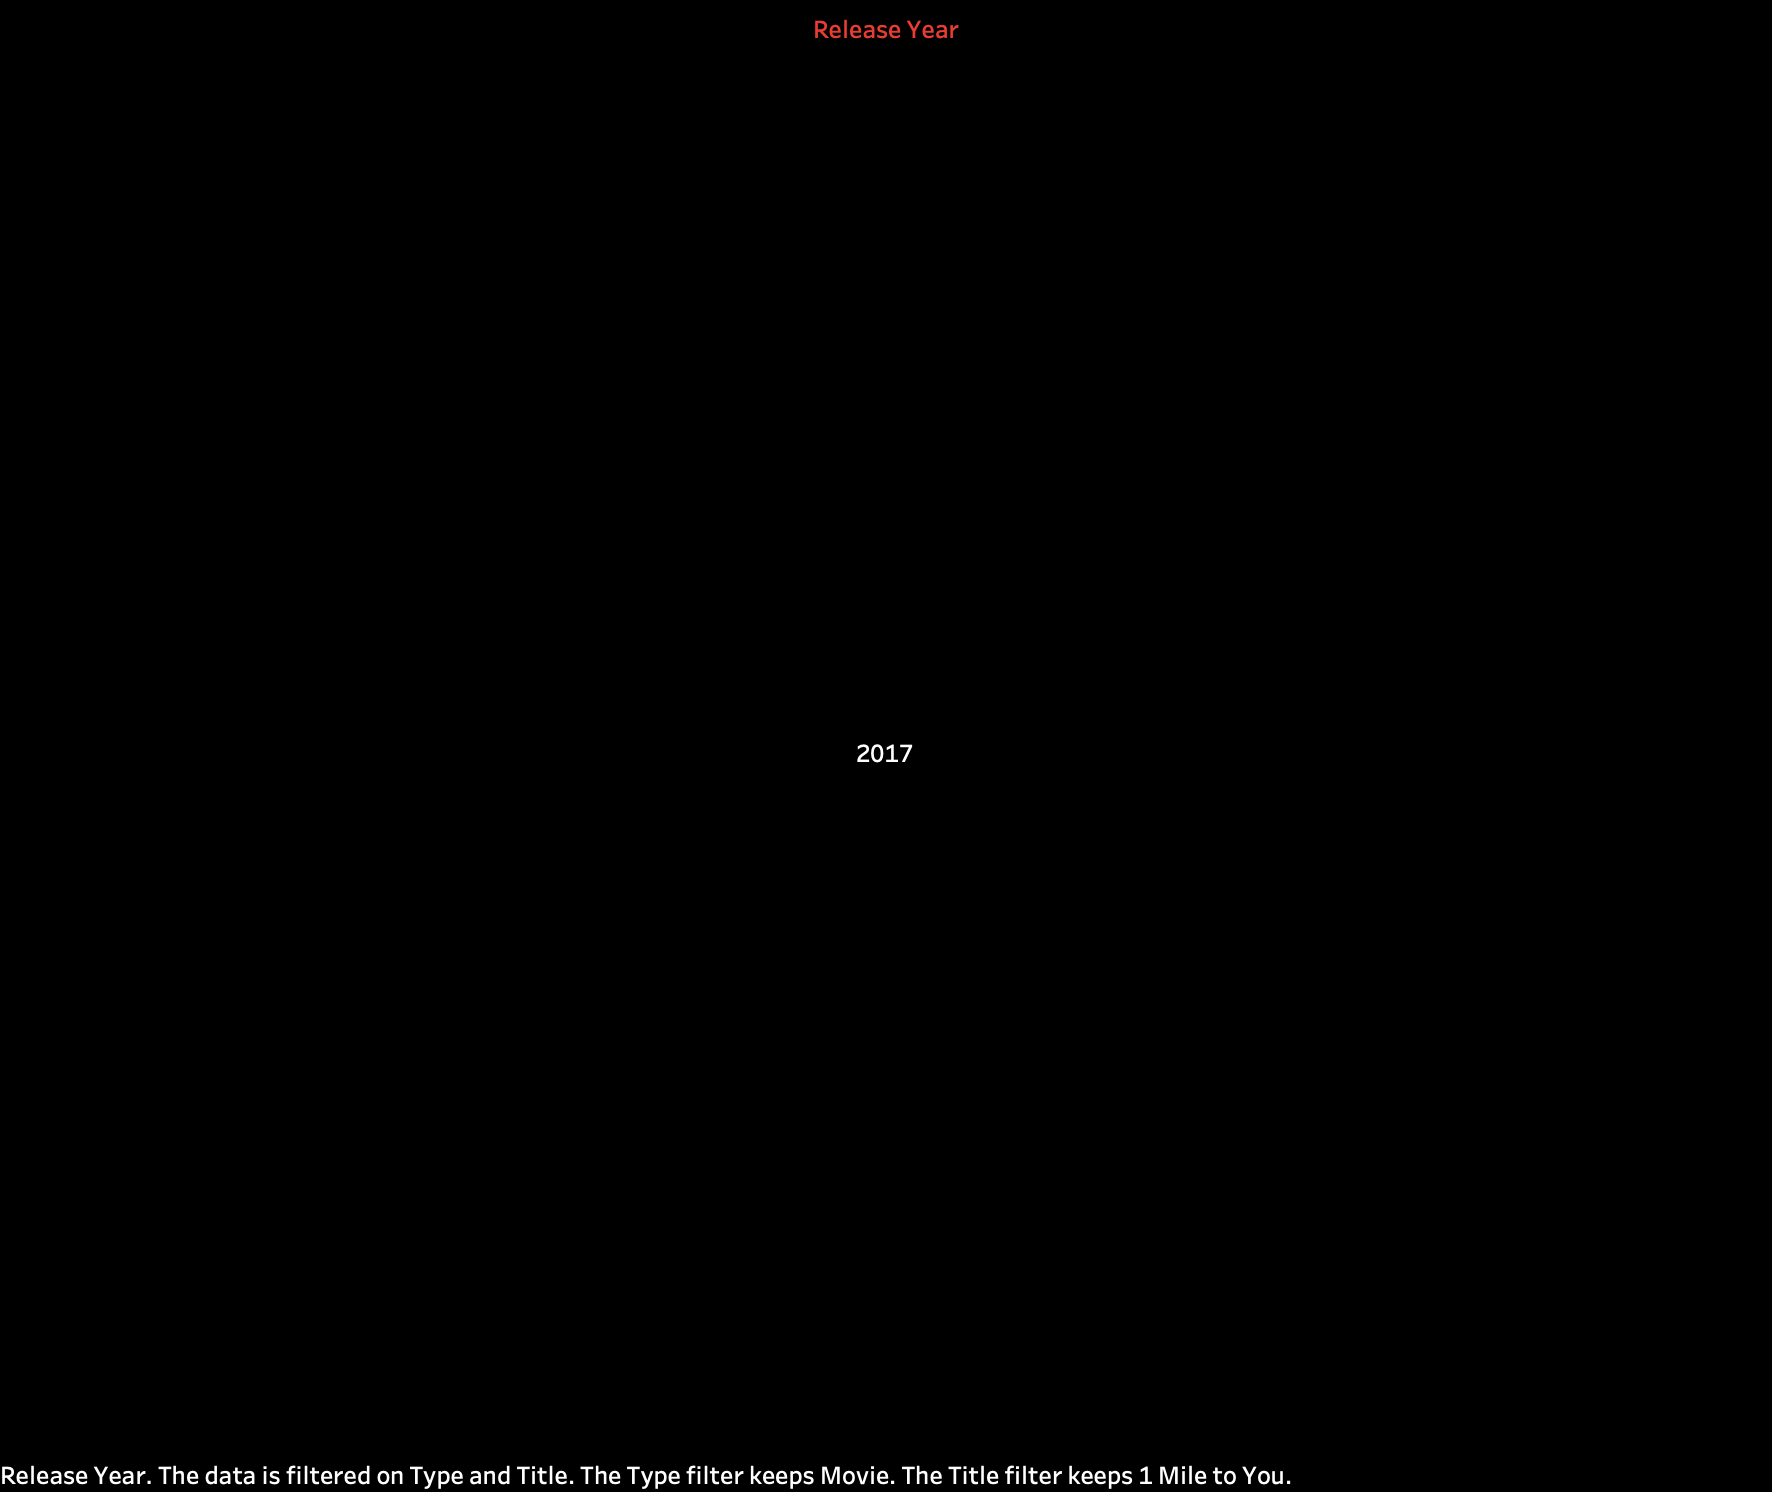 Release Year
2017
Release Year. The data is filtered on Type and Title. The Type filter keeps Movie. The Title filter keeps 1 Mile to You.